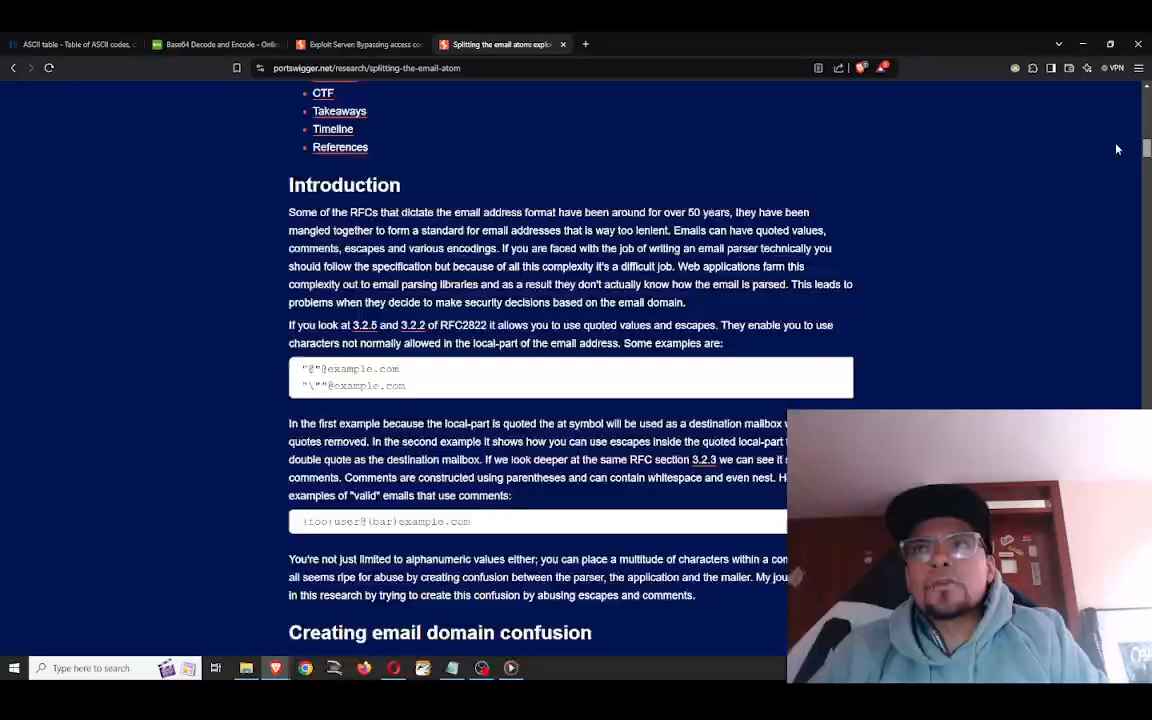 ASCII table - Table of ASCII codes, c
Base64 Decode and Encode - Onlin
Exploit Server: Bypassing access co
Splitting the email atom: exploi
portswigger.net/research/splitting-the-email-atom
VPN
CTF
Takeaways
Timeline
References
Introduction
Some of the RFCs that dictate the email address format have been around for over 50 years, they have been
mangled together to form a standard for email addresses that is way too lenient. Emails can have quoted values,
comments, escapes and various encodings. If you are faced with the job of writing an email parser technically you
should follow the specification but because of all this complexity it's a difficult job. Web applications farm this
complexity out to email parsing libraries and as a result they don't actually know how the email is parsed. This leads to
problems when they decide to make security decisions based on the email domain.
If you look at 3.2.5 and 3.2.2 of RFC2822 it allows you to use quoted values and escapes. They enable you to use
characters not normally allowed in the local-part of the email address. Some examples are:
"@"@example.com
"\""@example.com
In the first example because the local-part is quoted the at symbol will be used as a destination mailbox
quotes removed. In the second example it shows how you can use escapes inside the quoted local-part
double quote as the destination mailbox. If we look deeper at the same RFC section 3.2.3 we can see it
comments. Comments are constructed using parentheses and can contain whitespace and even nest.
examples of "valid" emails that use comments:
(foo)user@(bar)example.com
You're not just limited to alphanumeric values either; you can place a multitude of characters within a
all seems ripe for abuse by creating confusion between the parser, the application and the mailer. My
in this research by trying to create this confusion by abusing escapes and comments.
Creating email domain confusion
Type here to search